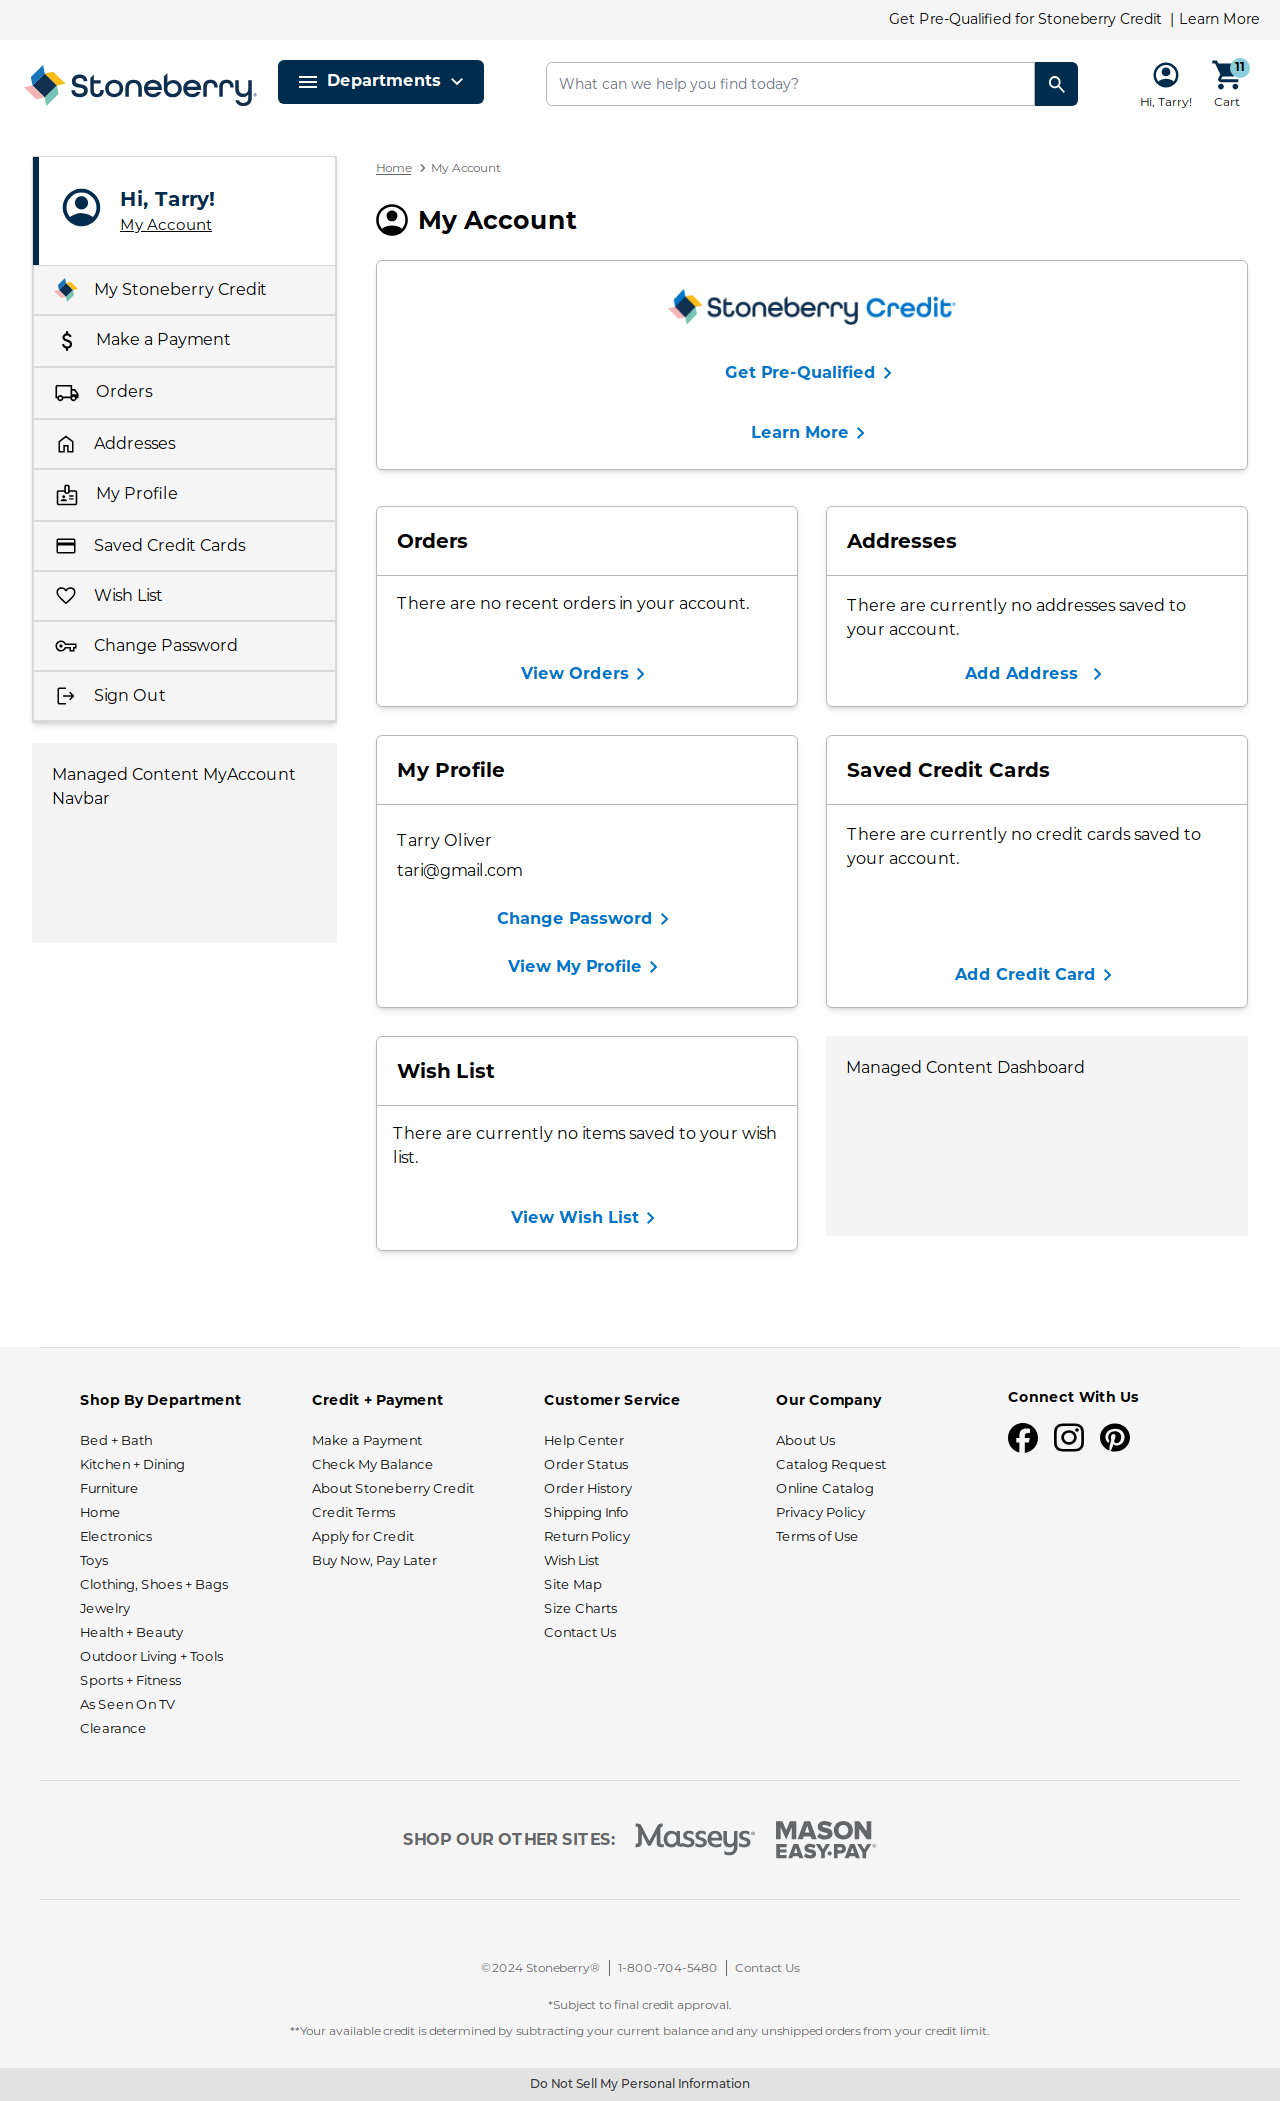 Get Pre-Qualified for Stoneberry Credit | Learn More
Stoneberry.
Departments
What can we help you find today?
11
Hi, Tarry!
Cart
Hi, Tarry!
My Account
My Stoneberry Credit
Make a Payment
Orders
Addresses
My Profile
Saved Credit Cards
Wish List
Change Password
Sign Out
Managed Content MyAccount
Navbar
Home > My Account
My Account
Stoneberry Credit
Get Pre-Qualified
Learn More
Orders
There are no recent orders in your account.
View Orders
Addresses
There are currently no addresses saved to
your account.
Add Address
My Profile
Tarry Oliver
tari@gmail.com
Change Password
View My Profile
Saved Credit Cards
There are currently no credit cards saved to
your account.
Add Credit Card
Wish List
There are currently no items saved to your wish
list.
View Wish List
Managed Content Dashboard
Shop By Department
Bed + Bath
Kitchen + Dining
Furniture
Home
Electronics
Toys
Clothing, Shoes + Bags
Jewelry
Health + Beauty
Outdoor Living + Tools
Sports + Fitness
As Seen On TV
Clearance
Credit + Payment
Make a Payment
Check My Balance
About Stoneberry Credit
Credit Terms
Apply for Credit
Buy Now, Pay Later
Customer Service
Help Center
Order Status
Order History
Shipping Info
Return Policy
Wish List
Site Map
Size Charts
Contact Us
Our Company
About Us
Catalog Request
Online Catalog
Privacy Policy
Terms of Use
Connect With Us
SHOP OUR OTHER SITES:
Masseys
MASON
EASY•PAY
©2024 Stoneberry® | 1-800-704-5480 | Contact Us
*Subject to final credit approval.
**Your available credit is determined by subtracting your current balance and any unshipped orders from your credit limit.
Do Not Sell My Personal Information